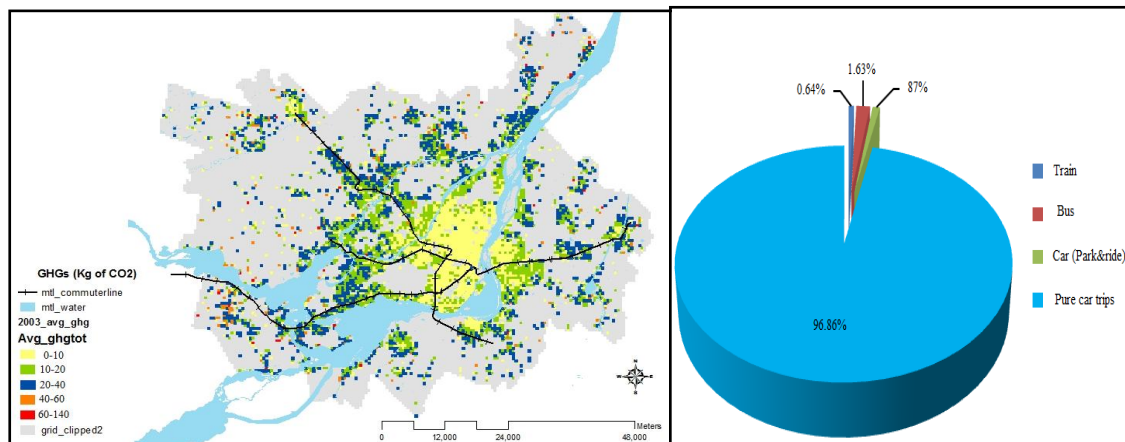 GHGs (Kg of CO2)
mtl_commuterline
mtl_water
2003_avg_ghg
Avg_ghgtot
0-10
10-20
20-40
40-60
60-140
grid_clipped2
N
W E
S
Meters
0 12,000 24,000 48,000
1.63%
0.64% 87%
Train
Bus
Car (Park&ride)
Pure car trips
96.86%